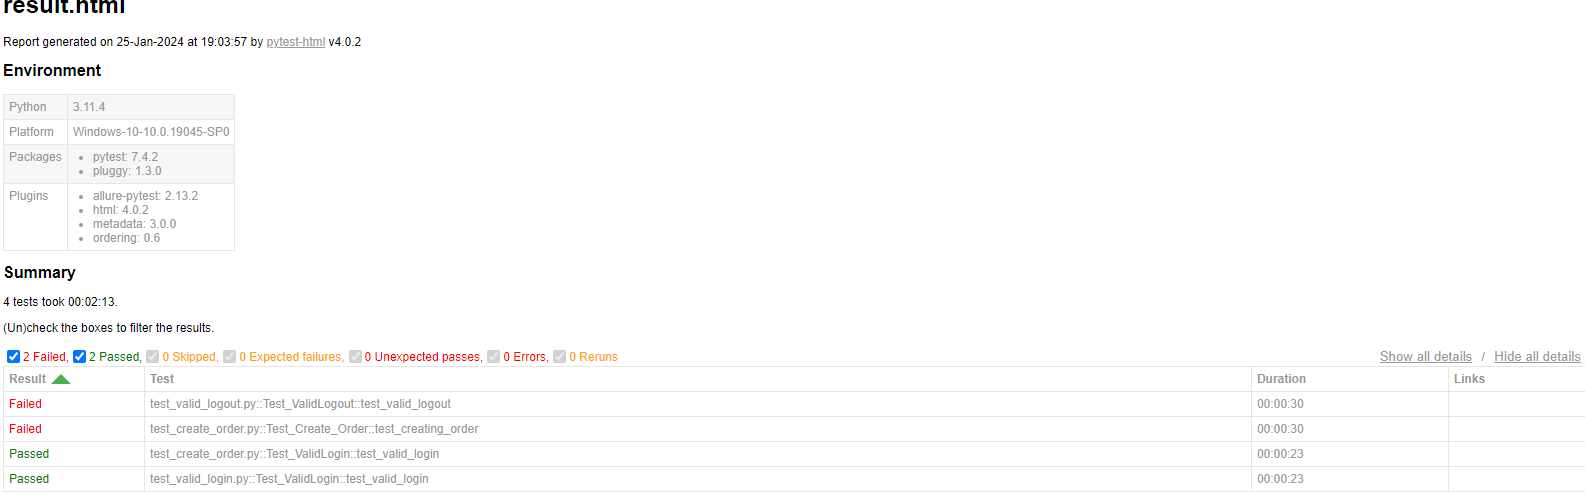 result.html
Report generated on 25-Jan-2024 at 19:03:57 by pytest-html v4.0.2
Environment
Python 3.11.4
Platform Windows-10-10.0.19045-SP0
Packages
pytest: 7.4.2
pluggy: 1.3.0
Plugins
allure-pytest: 2.13.2
html: 4.0.2
metadata: 3.0.0
ordering: 0.6
Summary
4 tests took 00:02:13.
(Un)check the boxes to filter the results.
2 Failed, 2 Passed, 0 Skipped, 0 Expected failures, 0 Unexpected passes, 0 Errors, 0 Reruns Show all details / Hide all details
Result Test Duration Links
Failed test_valid_logout.py::Test_ValidLogout::test_valid_logout 00:00:30
Failed test_create_order.py::Test_Create_Order::test_creating_order 00:00:30
Passed test_create_order.py::Test_ValidLogin::test_valid_login 00:00:23
Passed test_valid_login.py::Test_ValidLogin::test_valid_login 00:00:23